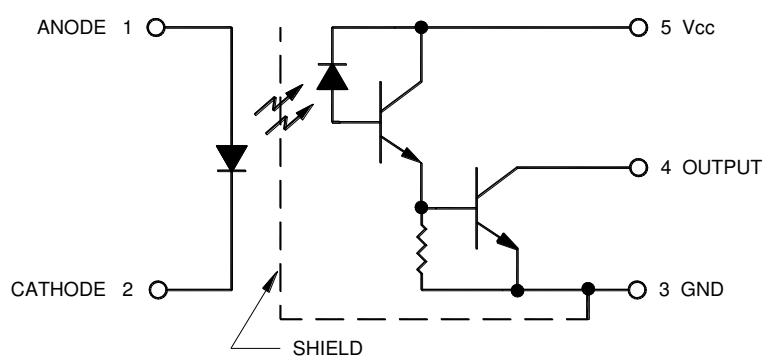 ANODE 1
5 Vcc
4 OUTPUT
CATHODE 2
3 GND
SHIELD